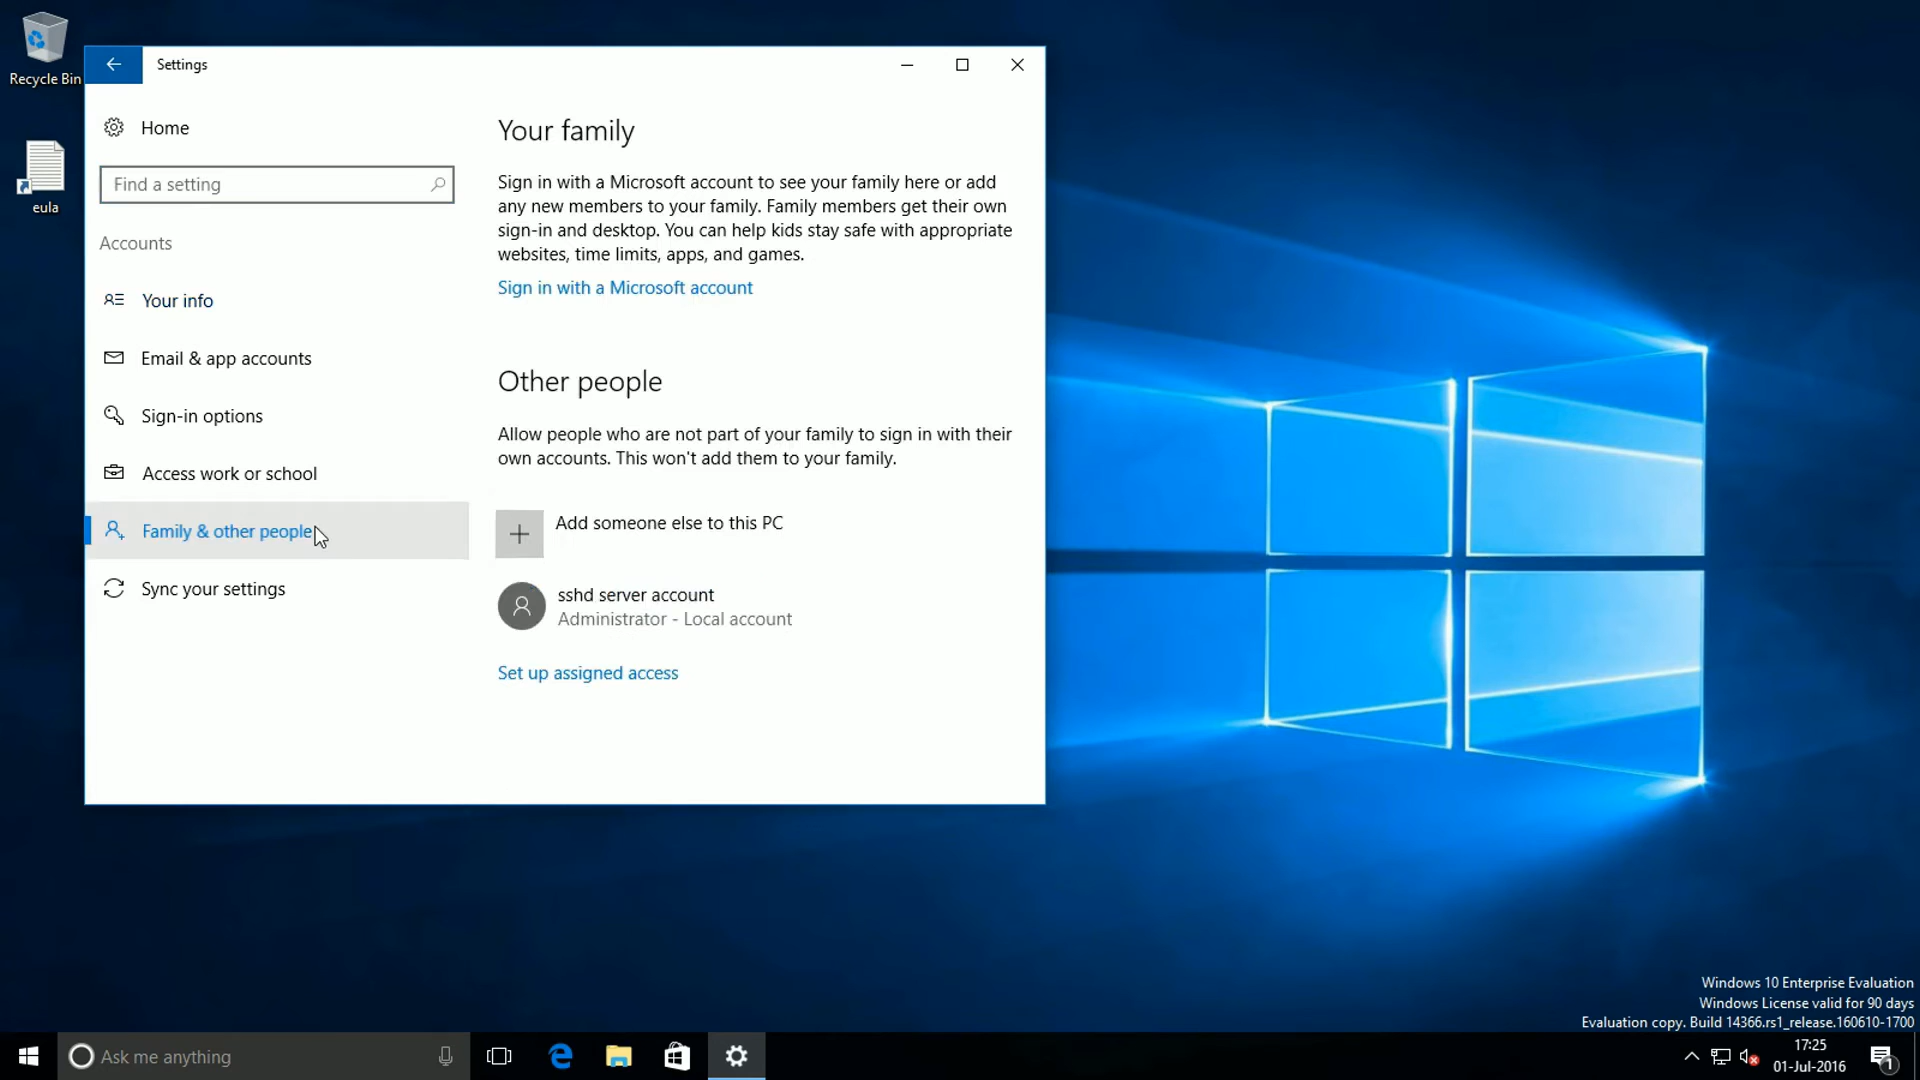 Recycle Bin
eula
Settings
Home
Find a setting
Accounts
Your info
Email & app accounts
Sign-in options
Access work or school
Family & other people
Sync your settings
Your family
Sign in with a Microsoft account to see your family here or add
any new members to your family. Family members get their own
sign-in and desktop. You can help kids stay safe with appropriate
websites, time limits, apps, and games.
Sign in with a Microsoft account
Other people
Allow people who are not part of your family to sign in with their
own accounts. This won't add them to your family.
Add someone else to this PC
sshd server account
Administrator - Local account
Set up assigned access
Windows 10 Enterprise Evaluation
Windows License valid for 90 days
Evaluation copy. Build 14366.rs1_release.160610-1700
Ask me anything
17:25
01-Jul-2016
1